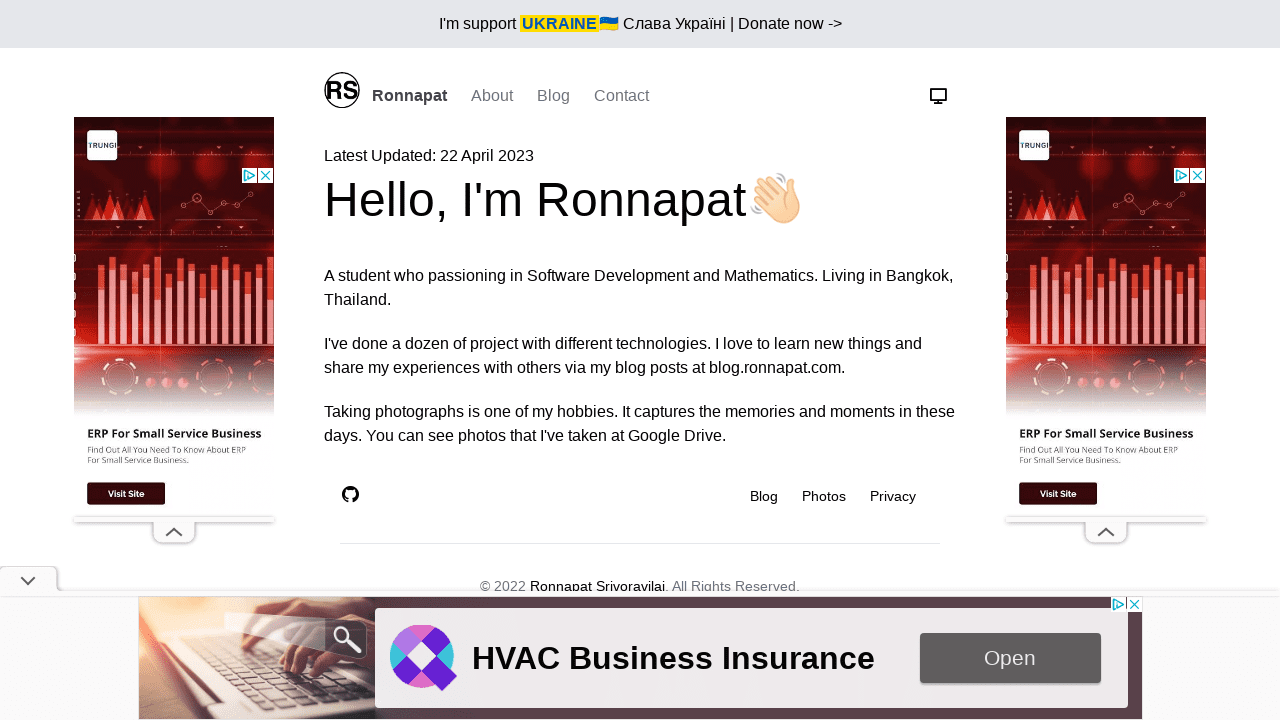 I'm support UKRAINE🇺🇦 Слава Україні | Donate now ->
RS Ronnapat About Blog Contact
Latest Updated: 22 April 2023
Hello, I'm Ronnapat👋🏻
A student who passioning in Software Development and Mathematics. Living in Bangkok,
Thailand.
I've done a dozen of project with different technologies. I love to learn new things and
share my experiences with others via my blog posts at blog.ronnapat.com.
Taking photographs is one of my hobbies. It captures the memories and moments in these
days. You can see photos that I've taken at Google Drive.
Blog Photos Privacy
© 2022 Ronnapat Srivoravilai. All Rights Reserved.
TRUNGI
ERP For Small Service Business
Find Out All You Need To Know About ERP
For Small Service Business.
Visit Site
TRUNGI
ERP For Small Service Business
Find Out All You Need To Know About ERP
For Small Service Business.
Visit Site
HVAC Business Insurance
Open